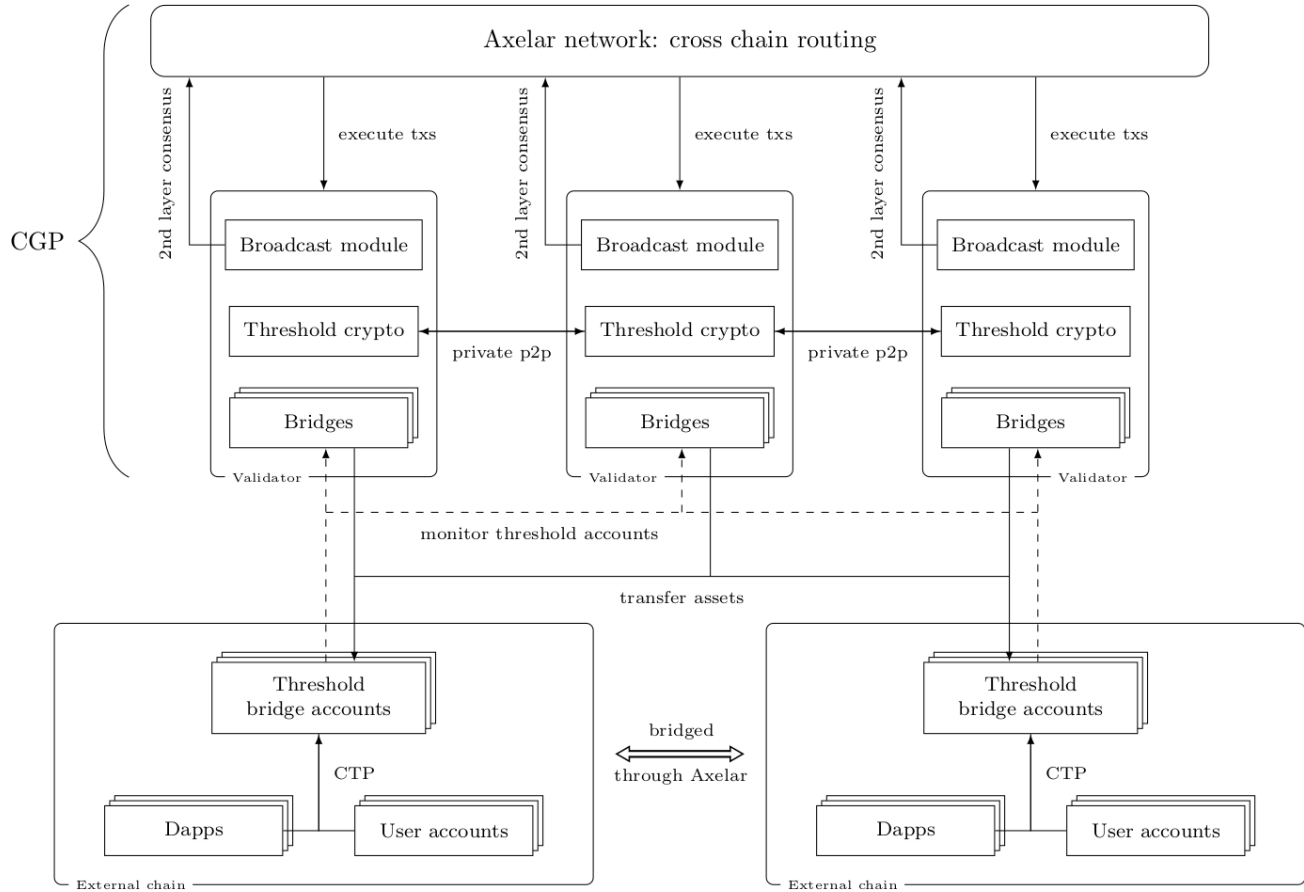 Axelar network: cross chain routing
2nd layer consensus
execute txs
2nd layer consensus
execute txs
2nd layer consensus
execute txs
CGP
Broadcast module
Broadcast module
Broadcast module
Threshold crypto
Threshold crypto
Threshold crypto
private p2p
private p2p
Bridges
Bridges
Bridges
Validator
Validator
Validator
monitor threshold accounts
transfer assets
Threshold
bridge accounts
Threshold
bridge accounts
bridged
through Axelar
CTP
CTP
Dapps
User accounts
Dapps
User accounts
External chain
External chain